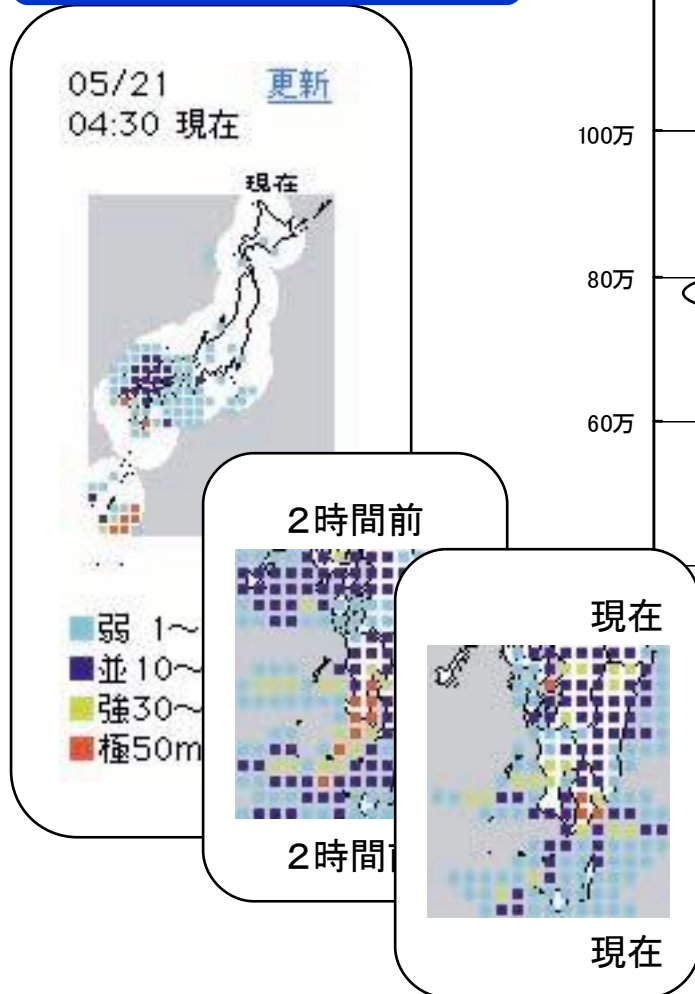 05/21 更新
04:30 現在
現在
弱 1~
並10~
強30~
極50m
2時間前
2時間
現在
現在
100万
80万
60万